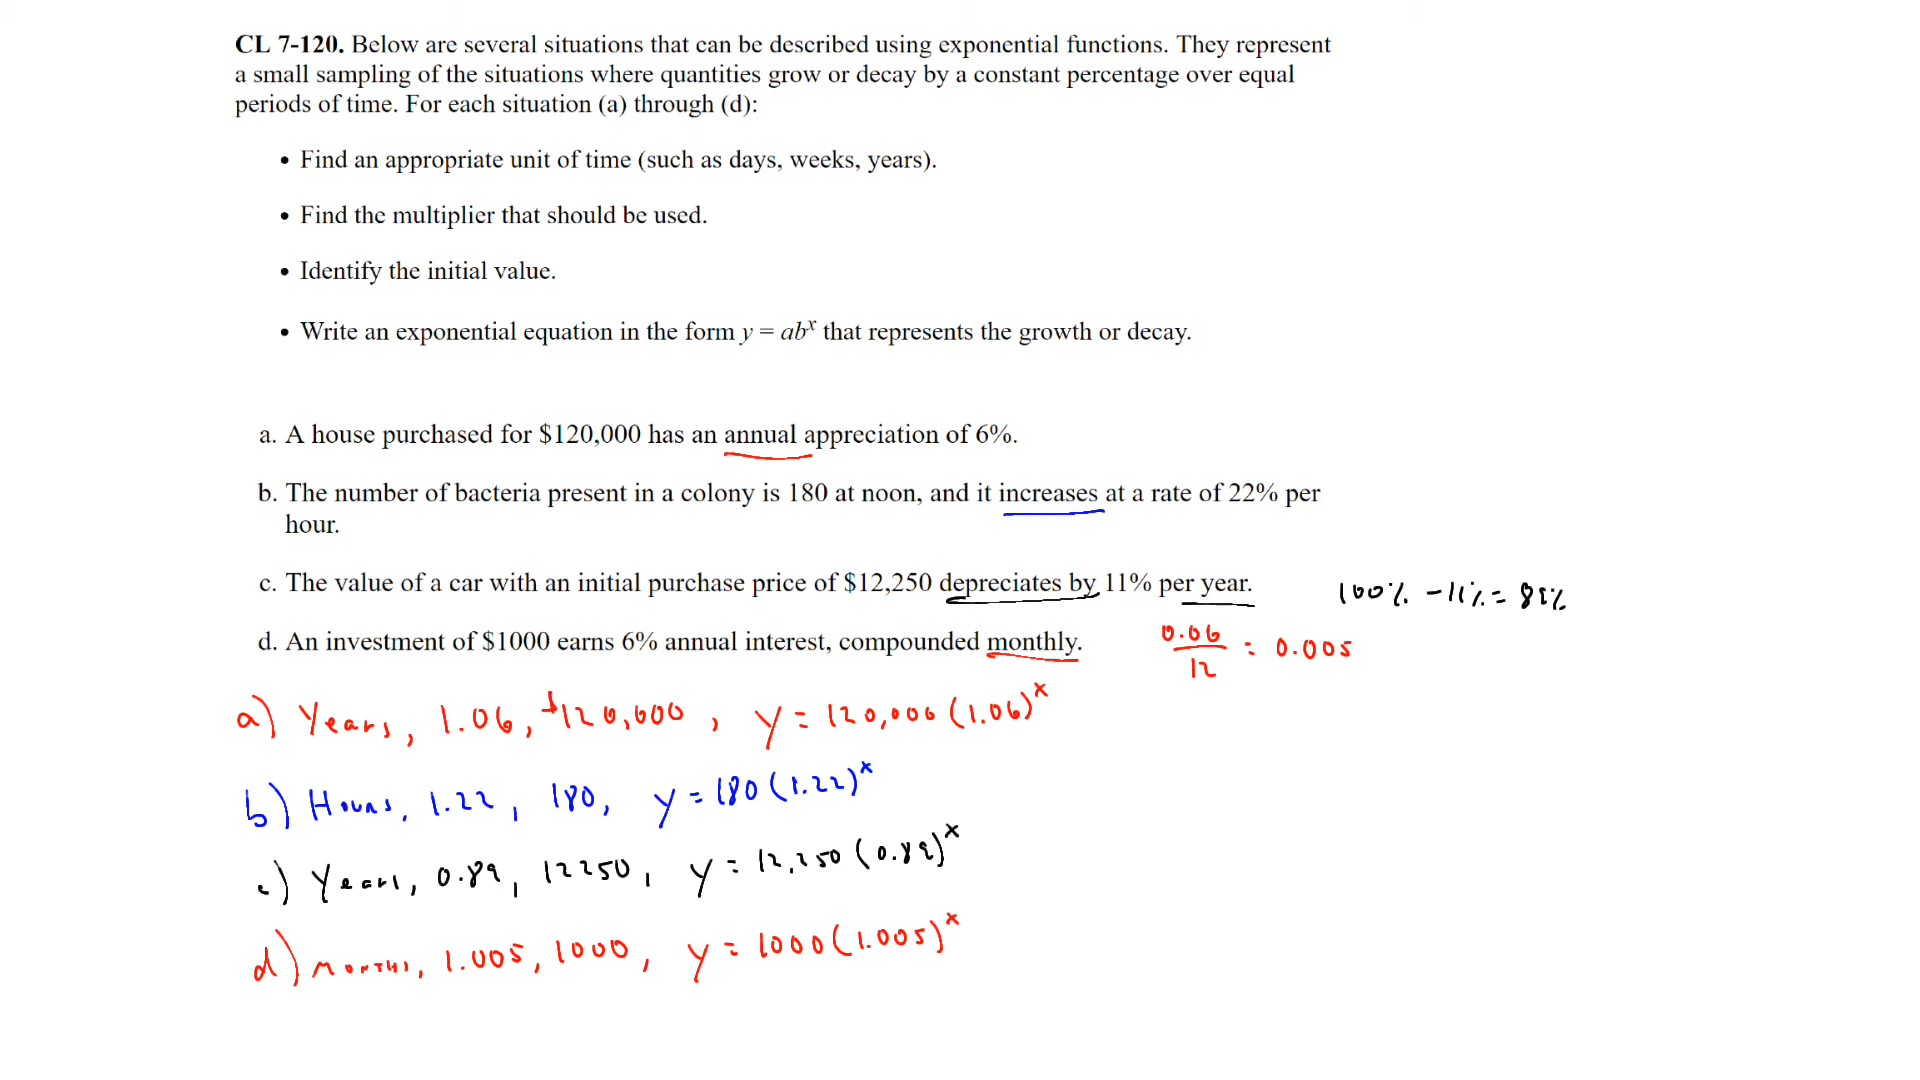 CL 7-120. Below are several situations that can be described using exponential functions. They represent
a small sampling of the situations where quantities grow or decay by a constant percentage over equal
periods of time. For each situation (a) through (d):
• Find an appropriate unit of time (such as days, weeks, years).
• Find the multiplier that should be used.
• Identify the initial value.
• Write an exponential equation in the form y = abˣ that represents the growth or decay.
a. A house purchased for $120,000 has an annual appreciation of 6%.
b. The number of bacteria present in a colony is 180 at noon, and it increases at a rate of 22% per
hour.
c. The value of a car with an initial purchase price of $12,250 depreciates by 11% per year.
100% - 11% = 89%
d. An investment of $1000 earns 6% annual interest, compounded monthly.
0.06/12 = 0.005
a) Years, 1.06, $120,000, y = 120,000(1.06)ˣ
b) Hours, 1.22, 180, y = 180(1.22)ˣ
c) Years, 0.89, 12250, y = 12,250(0.89)ˣ
d) Months, 1.005, 1000, y = 1000(1.005)ˣ